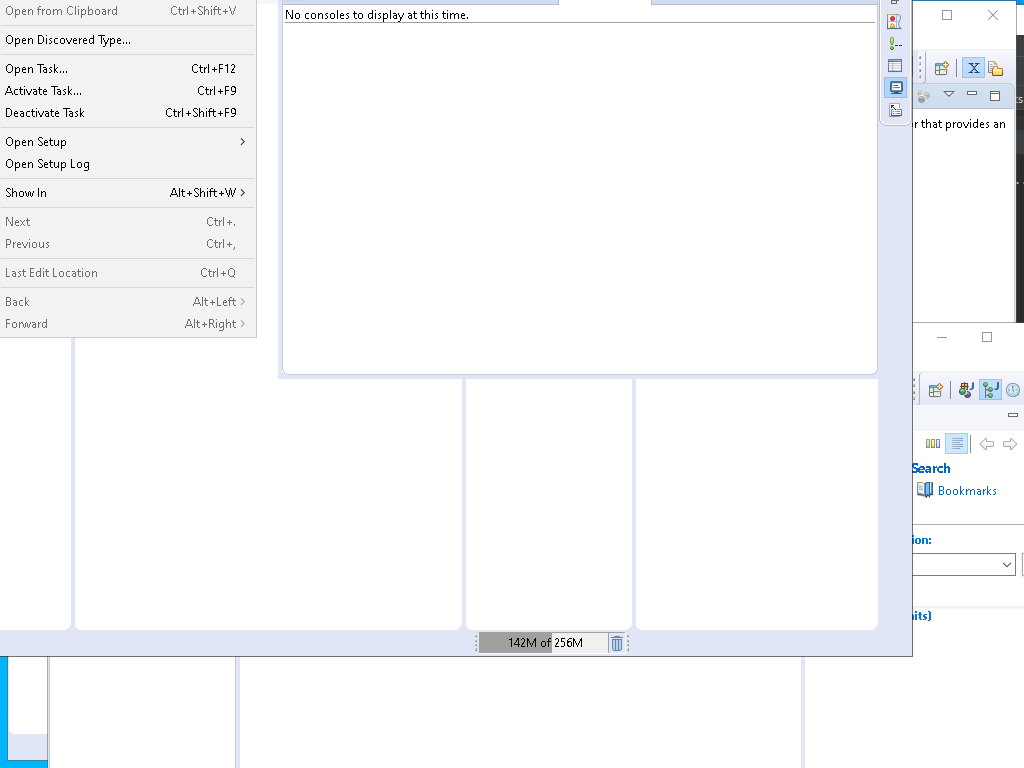 Open from Clipboard Ctrl+Shift+V
Open Discovered Type...
Open Task... Ctrl+F12
Activate Task... Ctrl+F9
Deactivate Task Ctrl+Shift+F9
Open Setup
Open Setup Log
Show In Alt+Shift+W
Next Ctrl+.
Previous Ctrl+,
Last Edit Location Ctrl+Q
Back Alt+Left
Forward Alt+Right
No consoles to display at this time.
X
r that provides an
Search
Bookmarks
ion:
142M of 256M